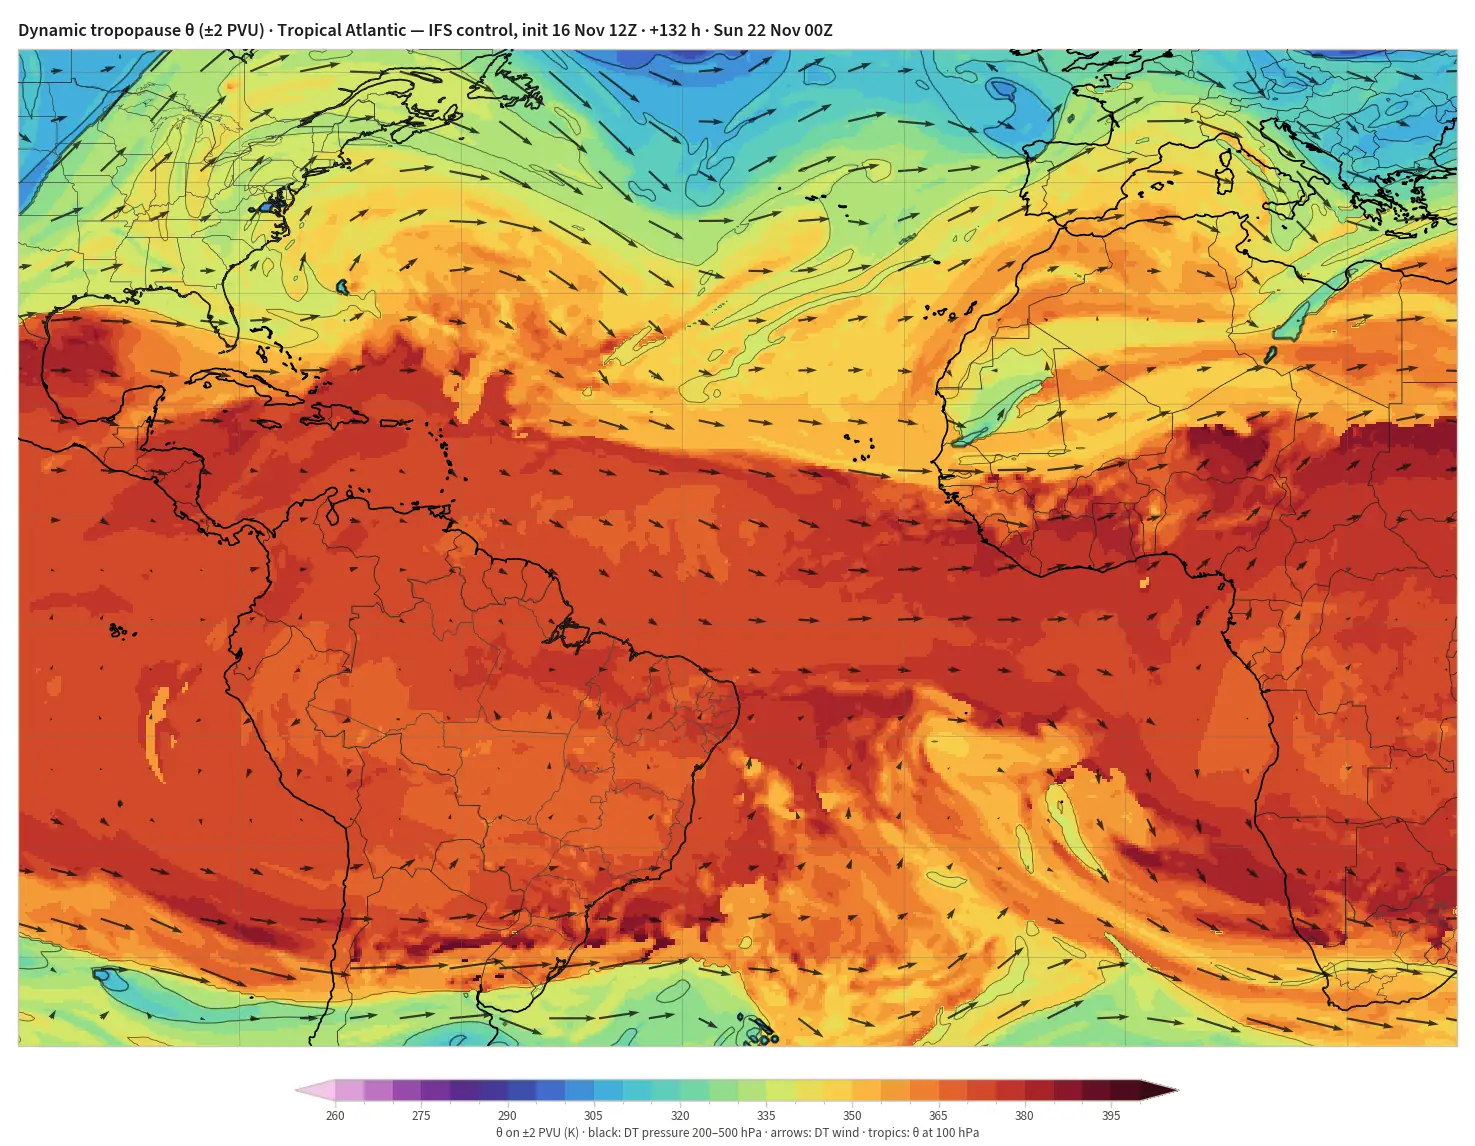 Dynamic tropopause θ (±2 PVU) · Tropical Atlantic — IFS control, init 16 Nov 12Z · +132 h · Sun 22 Nov 00Z
260 275 290 305 320 335 350 365 380 395
θ on ±2 PVU (K) · black: DT pressure 200–500 hPa · arrows: DT wind · tropics: θ at 100 hPa